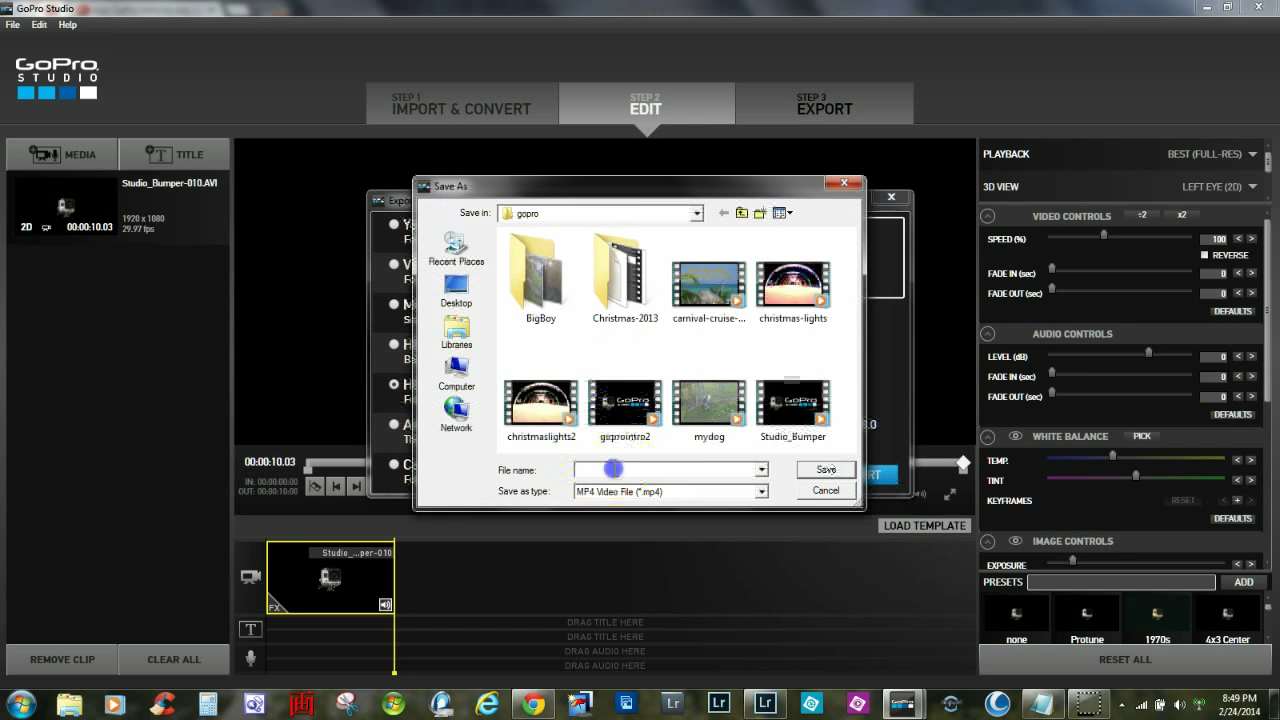 GoPro Studio
File Edit Help
GoPro
STUDIO
STEP 1
IMPORT & CONVERT
STEP 2
EDIT
STEP 3
EXPORT
MEDIA
TITLE
Studio_Bumper-010.AVI
1920 x 1080
29.97 fps
2D
00:00:10.03
Save As
Save in:
gopro
Recent Places
Desktop
Libraries
Computer
Network
BigBoy
Christmas-2013
carnival-cruise-...
christmas-lights
christmaslights2
goprointro2
mydog
Studio_Bumper
File name:
Save
Save as type:
MP4 Video File (*.mp4)
Cancel
PLAYBACK
BEST (FULL-RES)
3D VIEW
LEFT EYE (2D)
VIDEO CONTROLS
÷2
x2
SPEED (%)
100
REVERSE
FADE IN (sec)
0
FADE OUT (sec)
0
DEFAULTS
AUDIO CONTROLS
LEVEL (dB)
0
FADE IN (sec)
0
FADE OUT (sec)
0
DEFAULTS
WHITE BALANCE
PICK
TEMP.
TINT
KEYFRAMES
RESET
DEFAULTS
IMAGE CONTROLS
EXPOSURE
PRESETS
ADD
none
Protune
1970s
4x3 Center
RESET ALL
00:00:10.03
IN: 00:00:00:00
OUT: 00:00:10:00
LOAD TEMPLATE
Studio_...per-010
FX
T
DRAG TITLE HERE
DRAG TITLE HERE
DRAG AUDIO HERE
DRAG AUDIO HERE
REMOVE CLIP
CLEAR ALL
Lr
Lr
Lr
8:49 PM
2/24/2014